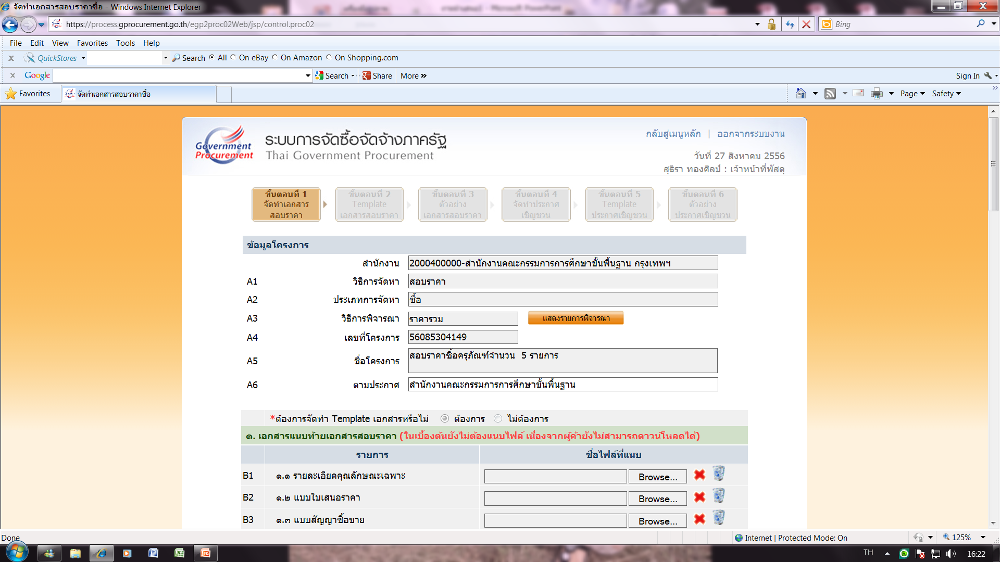 จัดทำเอกสารสอบราคาซื้อ - Windows Internet Explorer
https://process.gprocurement.go.th/egp2proc02Web/jsp/control.proc02
Bing
File Edit View Favorites Tools Help
x QuickStores Search All On eBay On Amazon On Shopping.com
x Google Search Share More » Sign In
Favorites จัดทำเอกสารสอบราคาซื้อ Page Safety »
Government Procurement
ระบบการจัดซื้อจัดจ้างภาครัฐ
Thai Government Procurement
กลับสู่เมนูหลัก | ออกจากระบบงาน
วันที่ 27 สิงหาคม 2556
สุธิรา ทองศิลป์ : เจ้าหน้าที่พัสดุ
ขั้นตอนที่ 1 จัดทำเอกสาร สอบราคา
ขั้นตอนที่ 2 Template เอกสารสอบราคา
ขั้นตอนที่ 3 ตัวอย่าง เอกสารสอบราคา
ขั้นตอนที่ 4 จัดทำประกาศ เชิญชวน
ขั้นตอนที่ 5 Template ประกาศเชิญชวน
ขั้นตอนที่ 6 ตัวอย่าง ประกาศเชิญชวน
ข้อมูลโครงการ
สำนักงาน 2000400000-สำนักงานคณะกรรมการการศึกษาขั้นพื้นฐาน กรุงเทพฯ
A1 วิธีการจัดหา สอบราคา
A2 ประเภทการจัดหา ซื้อ
A3 วิธีการพิจารณา ราคารวม แสดงรายการพิจารณา
A4 เลขที่โครงการ 56085304149
A5 ชื่อโครงการ สอบราคาซื้อครุภัณฑ์จำนวน 5 รายการ
A6 ตามประกาศ สำนักงานคณะกรรมการการศึกษาขั้นพื้นฐาน
*ต้องการจัดทำ Template เอกสารหรือไม่ ต้องการ ไม่ต้องการ
๑. เอกสารแนบท้ายเอกสารสอบราคา (ในเบื้องต้นยังไม่ต้องแนบไฟล์ เนื่องจากผู้ค้ายังไม่สามารถดาวน์โหลดได้)
รายการ ชื่อไฟล์ที่แนบ
B1 ๑.๑ รายละเอียดคุณลักษณะเฉพาะ Browse...
B2 ๑.๒ แบบใบเสนอราคา Browse...
B3 ๑.๓ แบบสัญญาซื้อขาย Browse...
Done Internet | Protected Mode: On 125%
TH 16:22